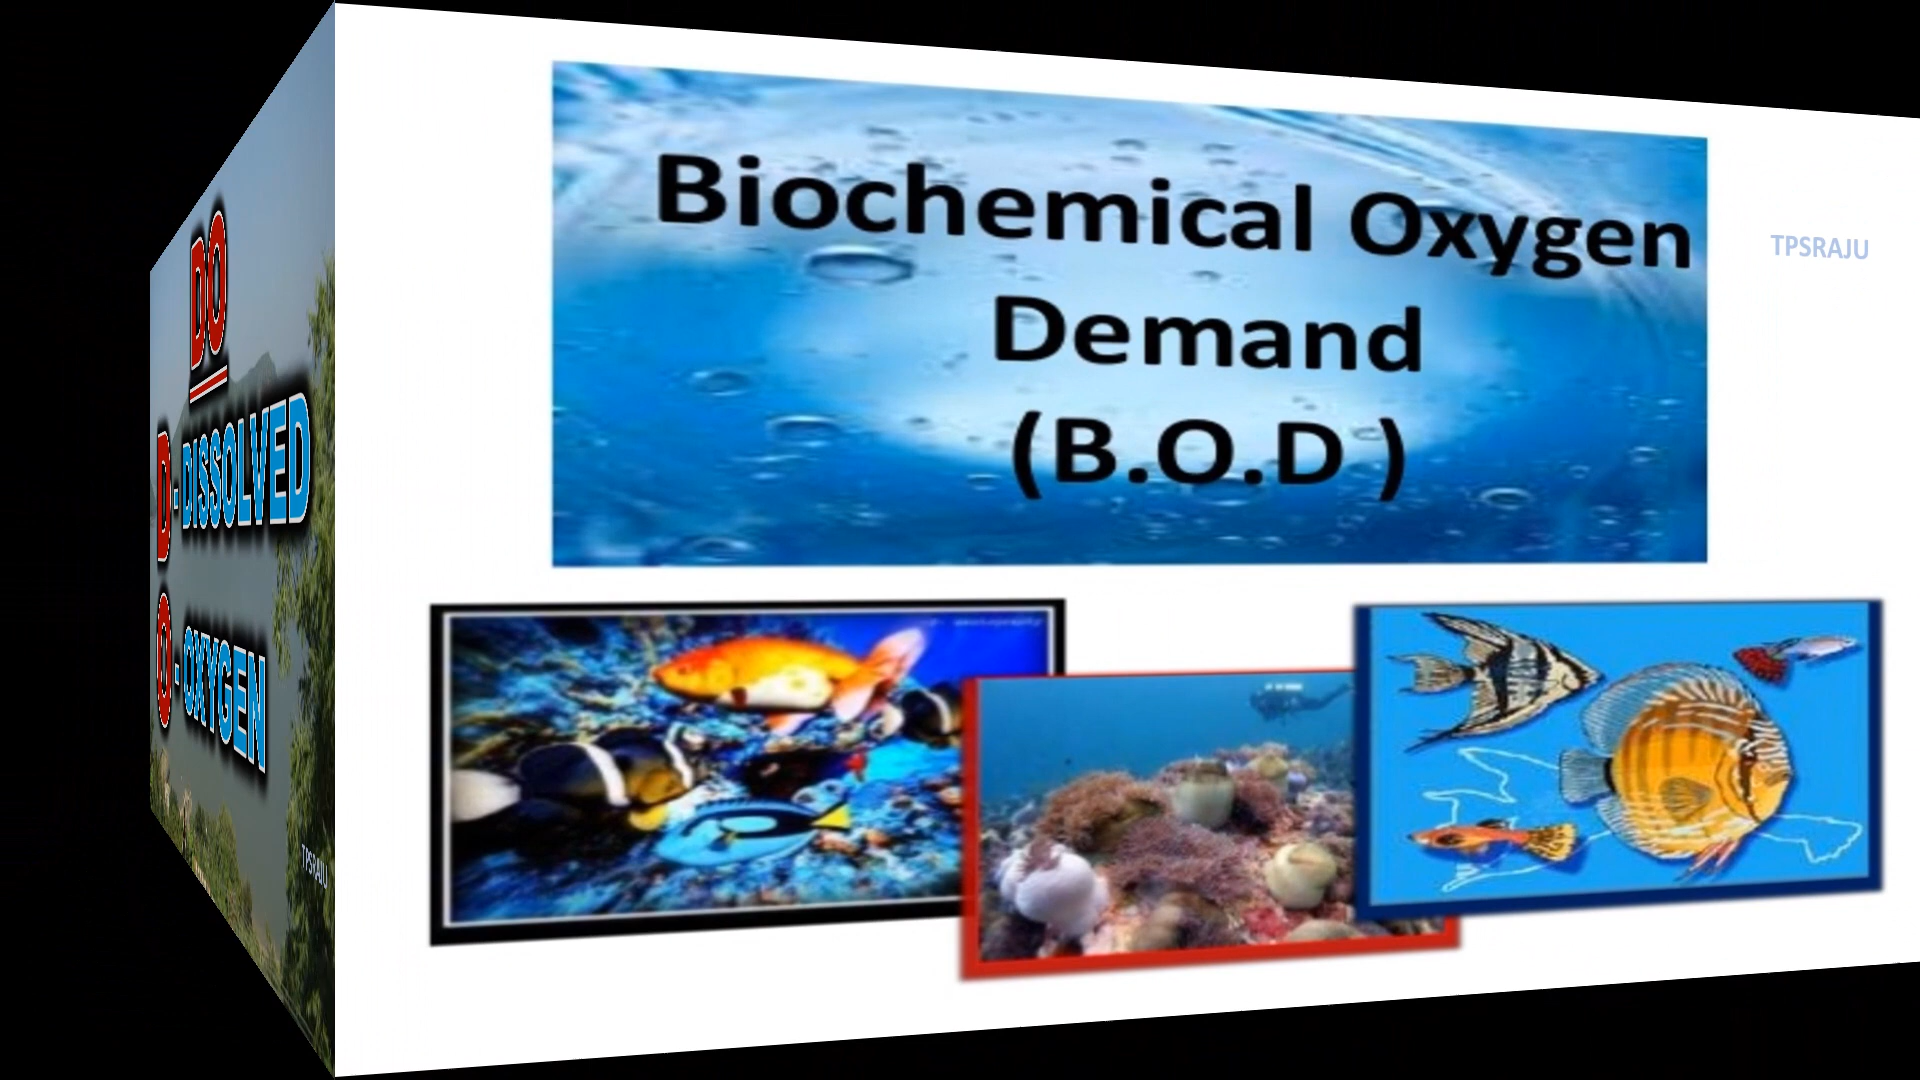 DO
D - DISSOLVED
O - OXYGEN
TPSRAJU
Biochemical Oxygen
Demand
(B.O.D )
TPSRAJU